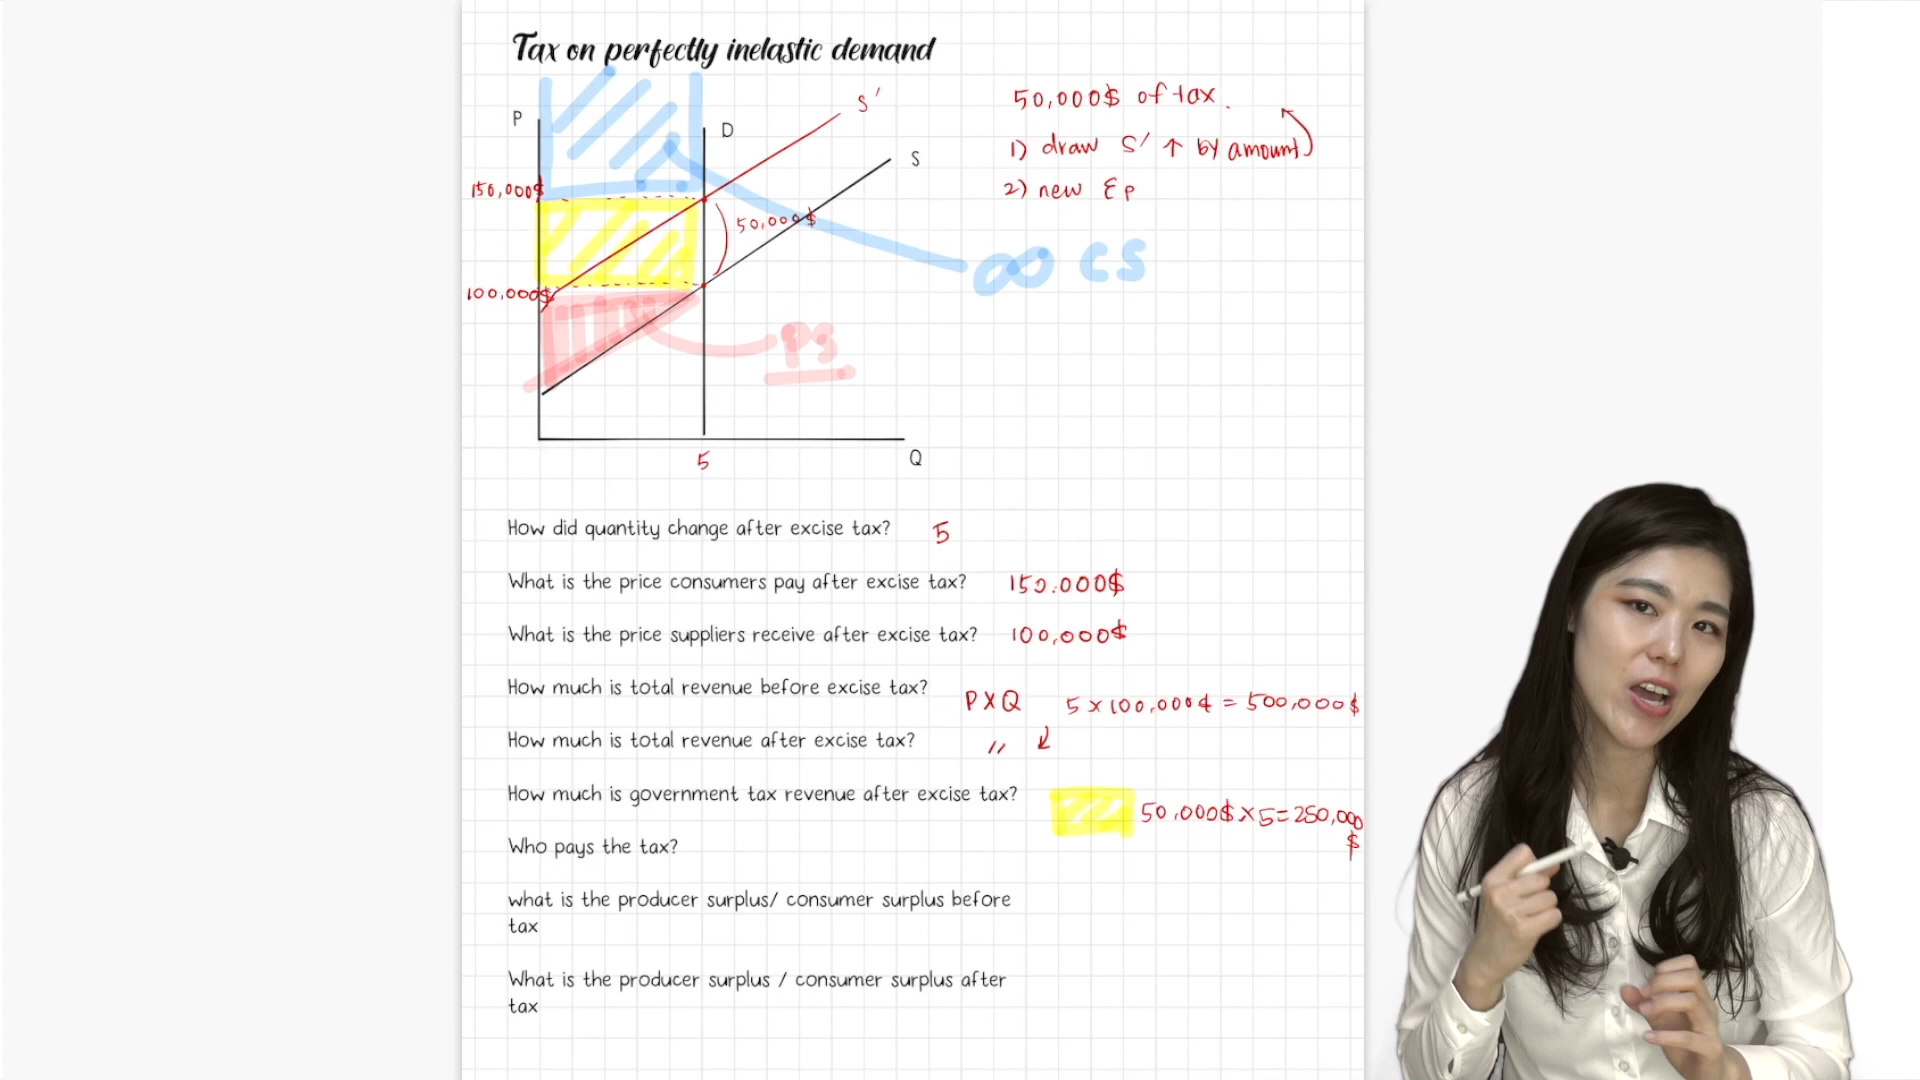 Tax on perfectly inelastic demand
P
D
S'
S
150,000$
50,000$
100,000$
PS
∞ CS
5
Q
50,000$ of tax.
1) draw S' ↑ by amount)
2) new Ep
How did quantity change after excise tax? 5
What is the price consumers pay after excise tax? 150.000$
What is the price suppliers receive after excise tax? 100,000$
How much is total revenue before excise tax? P X Q 5 x 100,000$ = 500,000$
How much is total revenue after excise tax? " ↙
How much is government tax revenue after excise tax? 50,000$ x 5 = 250,000
$
Who pays the tax?
what is the producer surplus/ consumer surplus before
tax
What is the producer surplus / consumer surplus after
tax